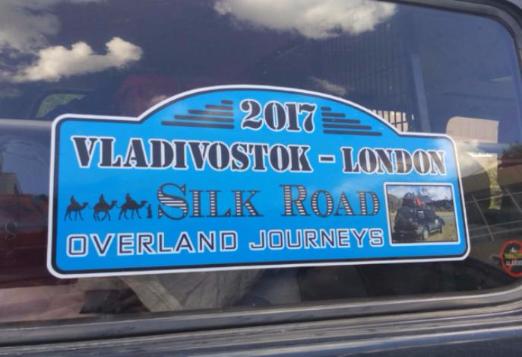 2017
VLADIVOSTOK - LONDON
SILK ROAD
OVERLAND JOURNEYS